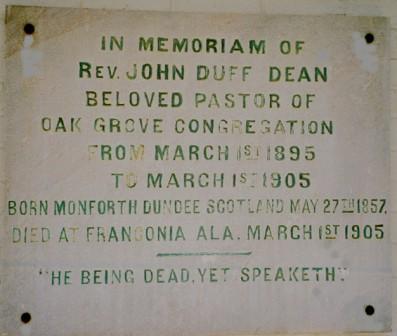 IN MEMORIAM OF
REV. JOHN DUFF DEAN
BELOVED PASTOR OF
OAK GROVE CONGREGATION
FROM MARCH 1ST 1895
TO MARCH 1ST 1905
BORN MONFORTH DUNDEE SCOTLAND MAY 27TH 1857.
DIED AT FRANCONIA ALA. MARCH 1ST 1905
"HE BEING DEAD, YET SPEAKETH".